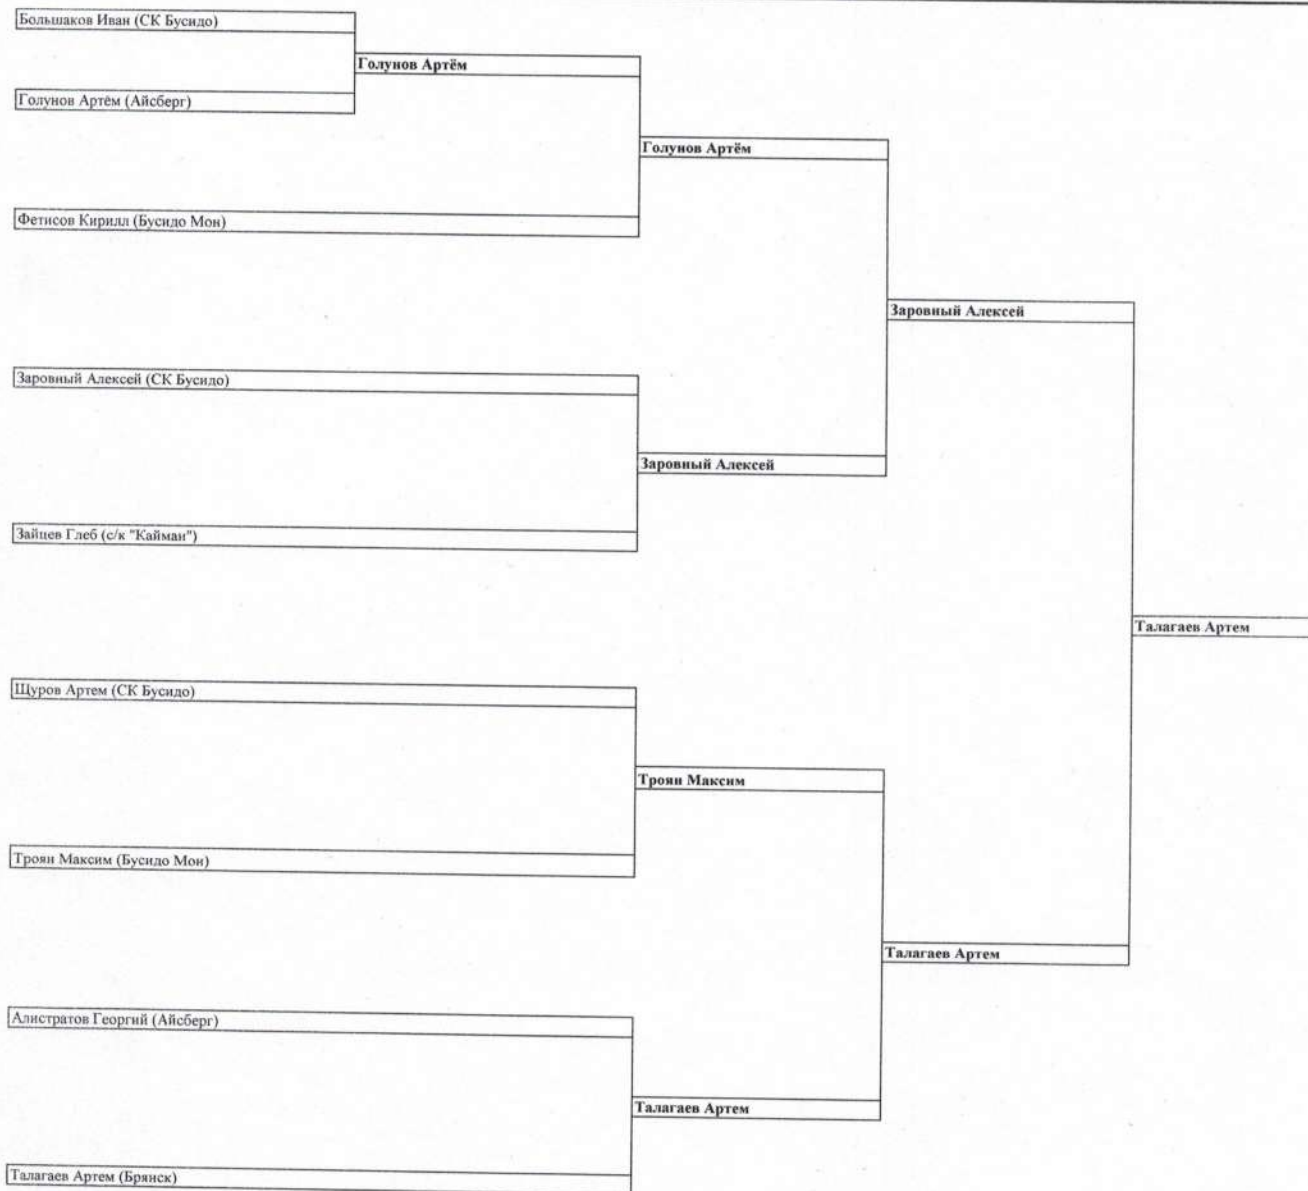 Большаков Иван (СК Бусидо)
Голунов Артём
Голунов Артём (Айсберг)
Голунов Артём
Фетисов Кирилл (Бусидо Мон)
Заровный Алексей
Заровный Алексей (СК Бусидо)
Заровный Алексей
Зайцев Глеб (с/к "Кайман")
Талагаев Артем
Щуров Артем (СК Бусидо)
Троян Максим
Троян Максим (Бусидо Мон)
Талагаев Артем
Алистратов Георгий (Айсберг)
Талагаев Артем
Талагаев Артем (Брянск)